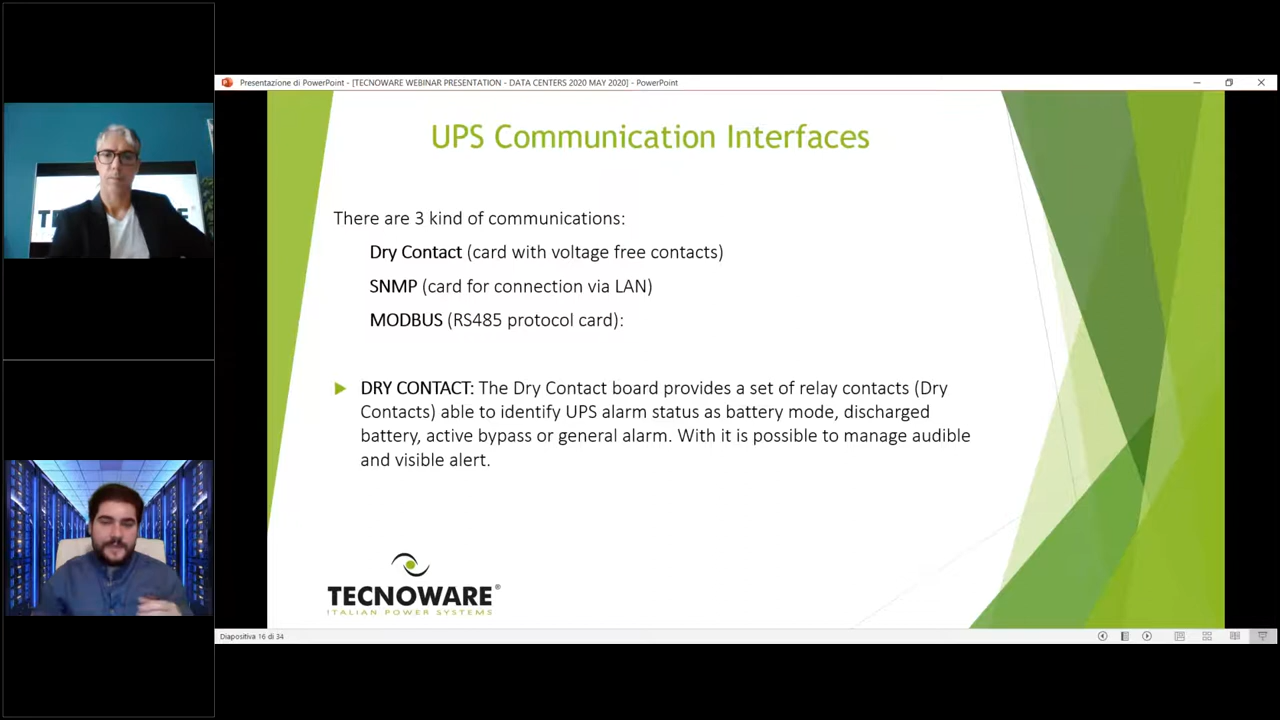 Presentazione di PowerPoint - [TECNOWARE WEBINAR PRESENTATION - DATA CENTERS 2020 MAY 2020] - PowerPoint
UPS Communication Interfaces
There are 3 kind of communications:
Dry Contact (card with voltage free contacts)
SNMP (card for connection via LAN)
MODBUS (RS485 protocol card):
DRY CONTACT: The Dry Contact board provides a set of relay contacts (Dry
Contacts) able to identify UPS alarm status as battery mode, discharged
battery, active bypass or general alarm. With it is possible to manage audible
and visible alert.
TECNOWARE®
ITALIAN POWER SYSTEMS
Diapositiva 16 di 34